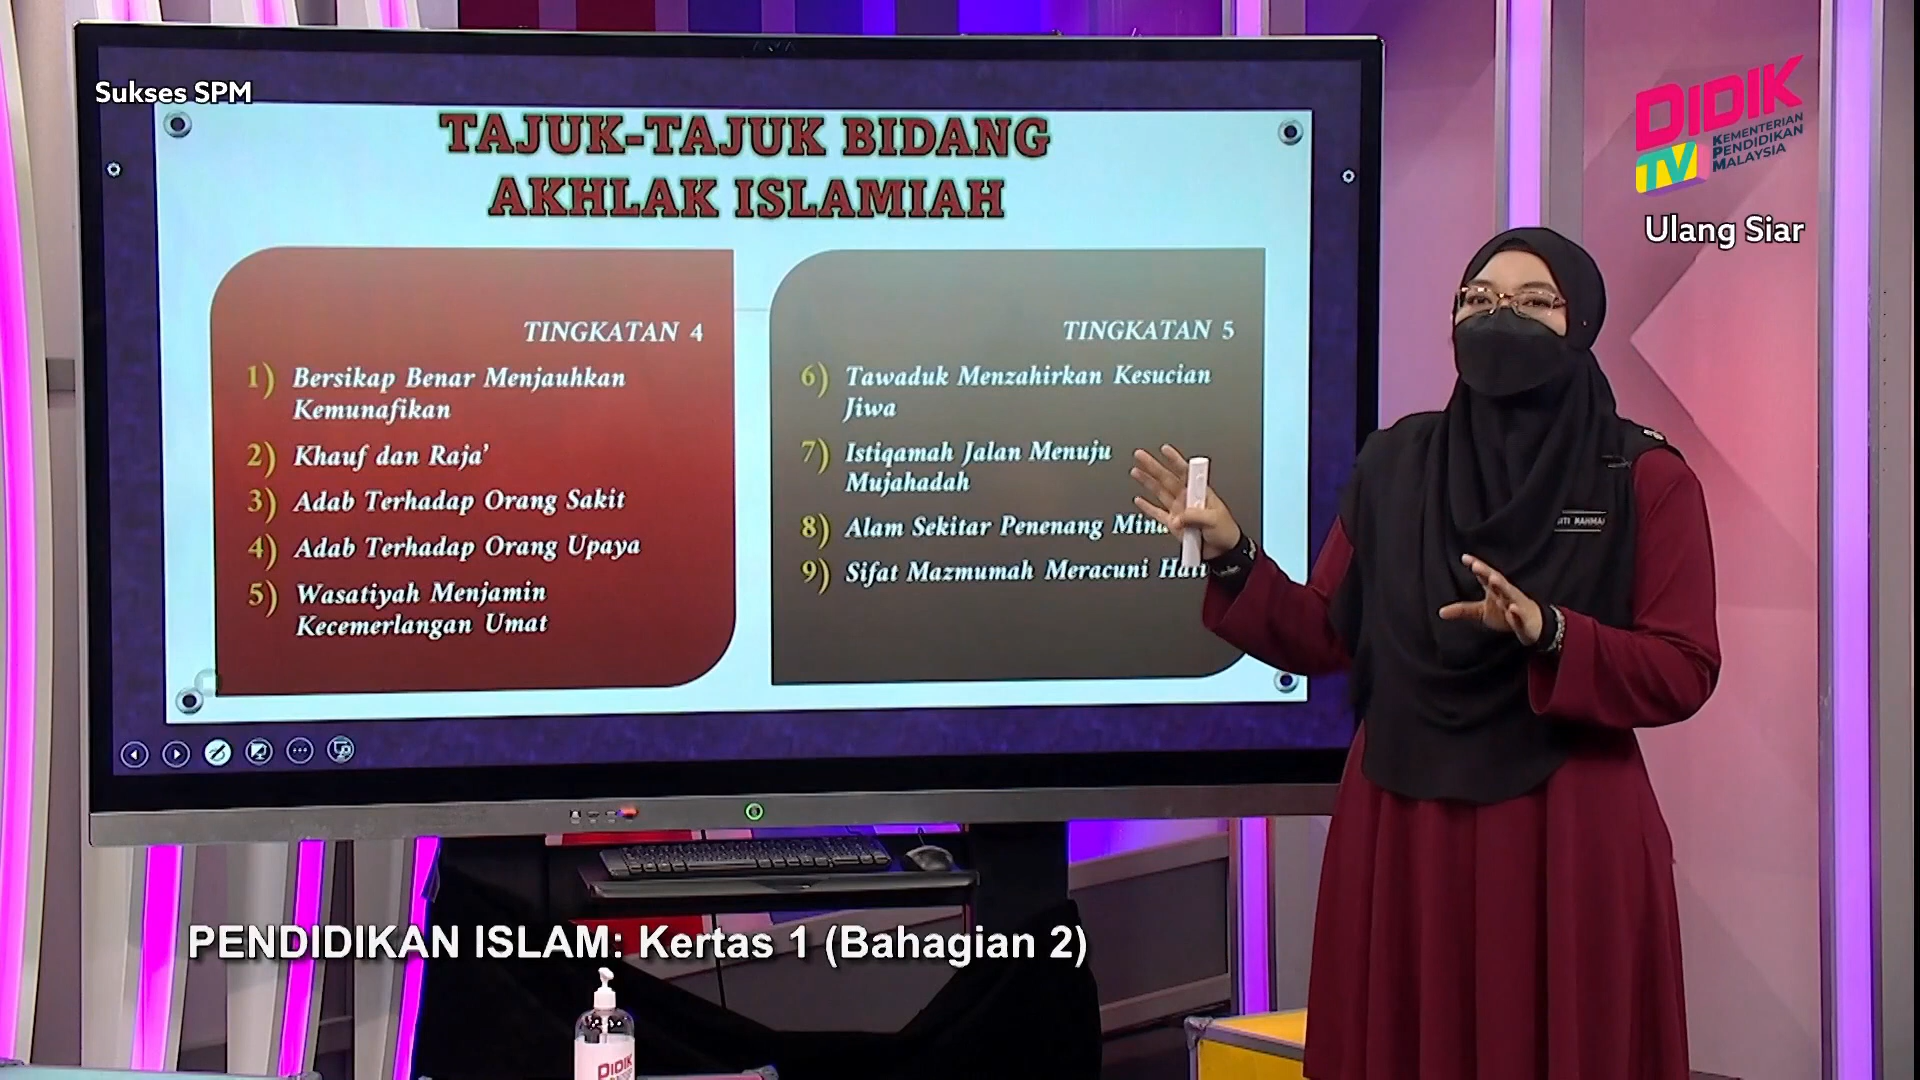 Sukses SPM
TAJUK-TAJUK BIDANG
AKHLAK ISLAMIAH
TINGKATAN 4
1) Bersikap Benar Menjauhkan
Kemunafikan
2) Khauf dan Raja'
3) Adab Terhadap Orang Sakit
4) Adab Terhadap Orang Upaya
5) Wasatiyah Menjamin
Kecemerlangan Umat
TINGKATAN 5
6) Tawaduk Menzahirkan Kesucian
Jiwa
7) Istiqamah Jalan Menuju
Mujahadah
8) Alam Sekitar Penenang
9) Sifat Mazmumah Meracuni Hati
DIDIK
TV
KEMENTERIAN
PENDIDIKAN
MALAYSIA
Ulang Siar
PENDIDIKAN ISLAM: Kertas 1 (Bahagian 2)
DIDIK